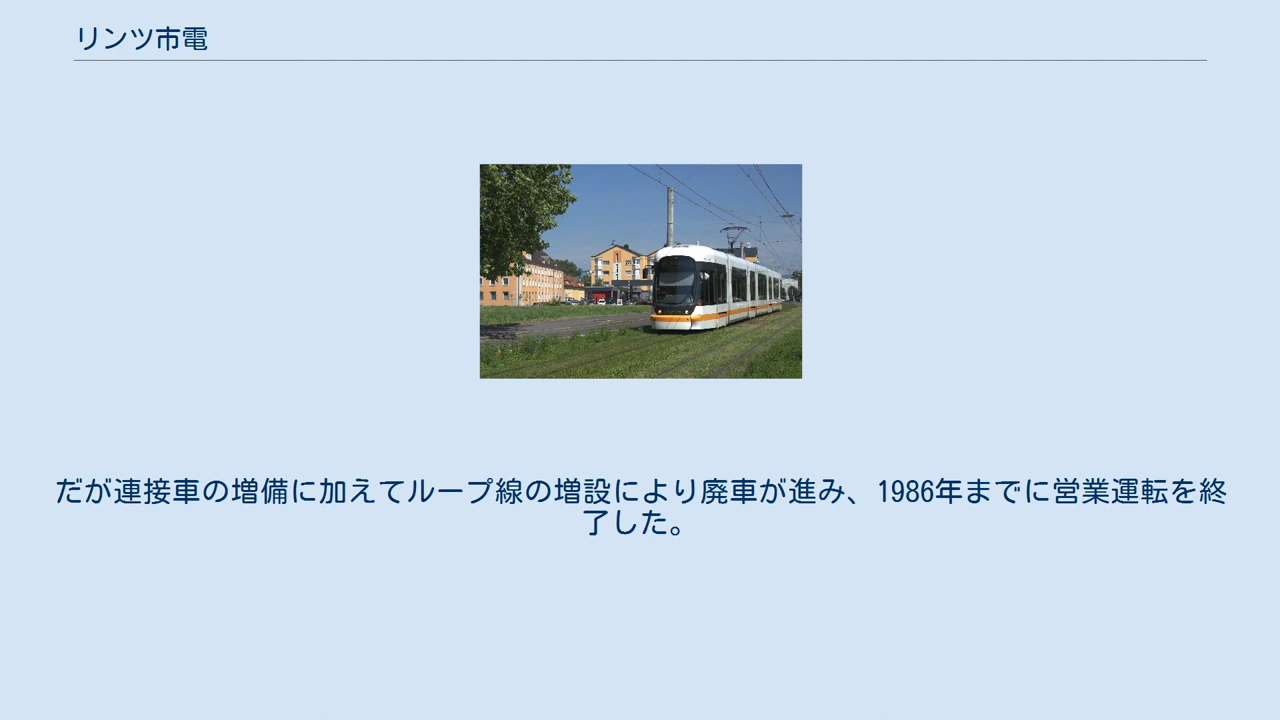 リンツ市電
だが連接車の増備に加えてループ線の増設により廃車が進み、1986年までに営業運転を終
了した。